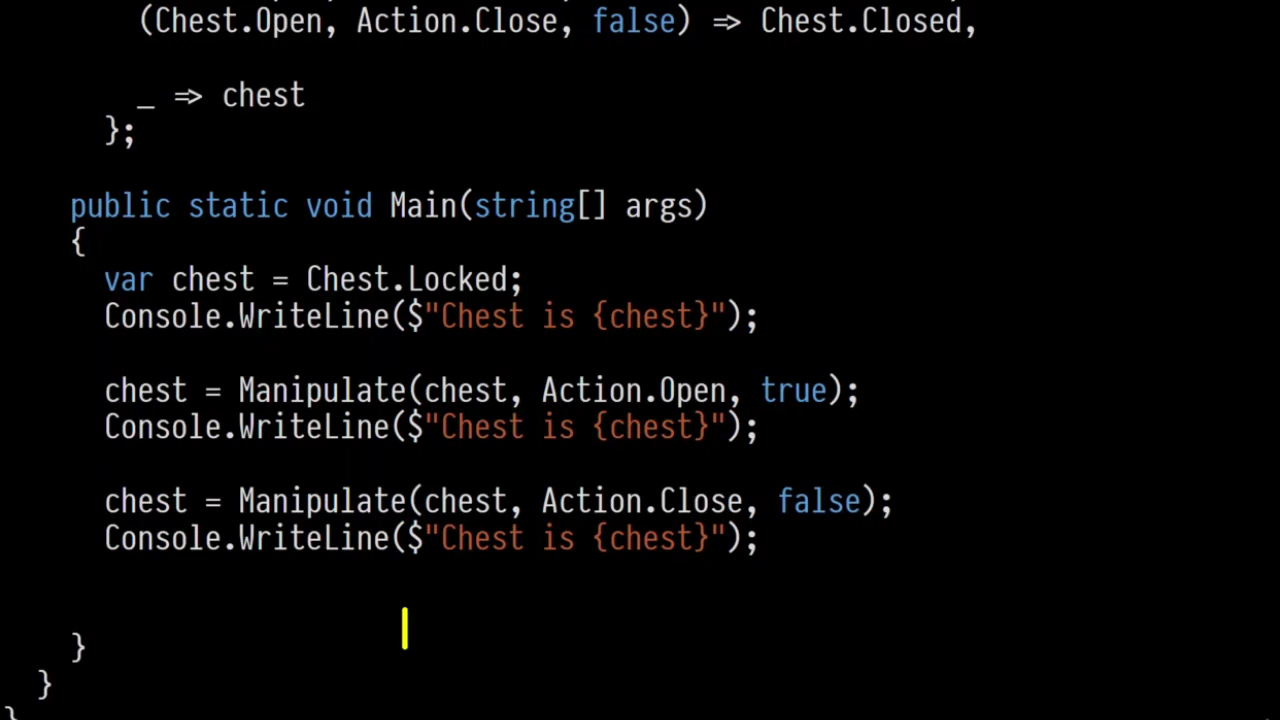 (Chest.Open, Action.Close, false) => Chest.Closed,
_ => chest
};
public static void Main(string[] args)
{
var chest = Chest.Locked;
Console.WriteLine($"Chest is {chest}");
chest = Manipulate(chest, Action.Open, true);
Console.WriteLine($"Chest is {chest}");
chest = Manipulate(chest, Action.Close, false);
Console.WriteLine($"Chest is {chest}");
}
}
}